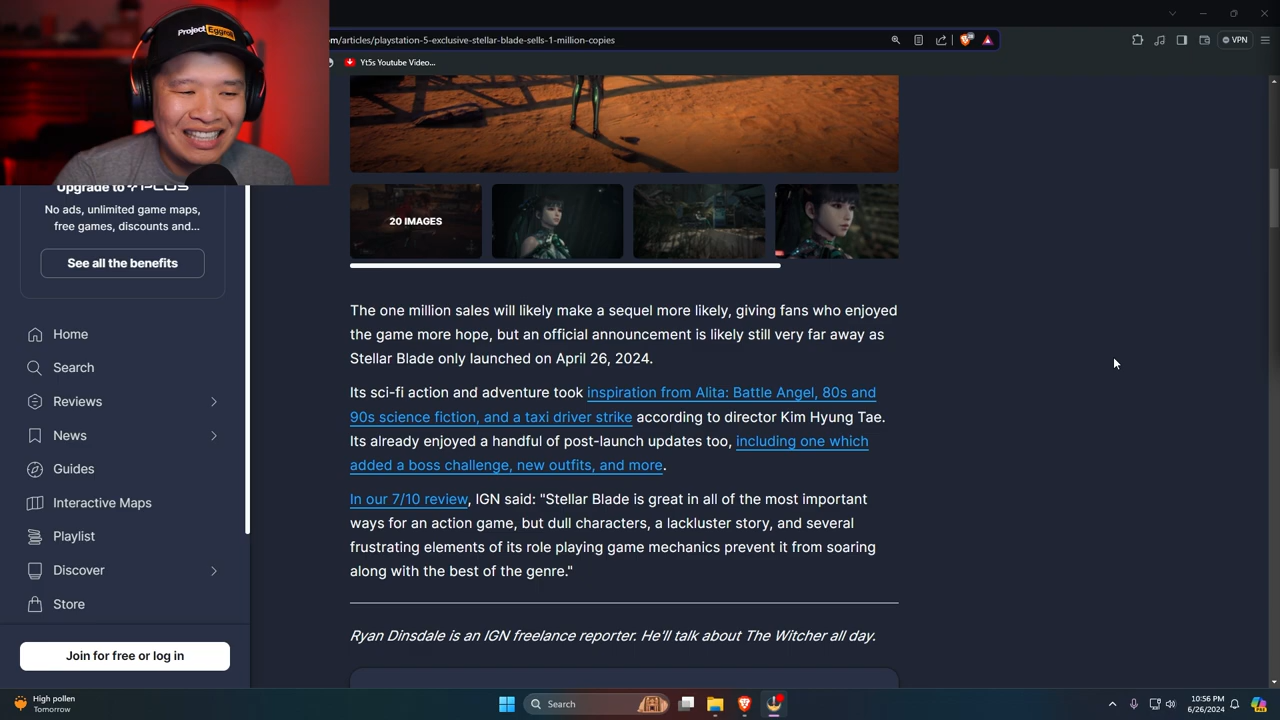 Project Eggroll
om/articles/playstation-5-exclusive-stellar-blade-sells-1-million-copies
VPN
Yt5s Youtube Video...
Upgrade to
No ads, unlimited game maps,
free games, discounts and...
See all the benefits
Home
Search
Reviews
News
Guides
Interactive Maps
Playlist
Discover
Store
Join for free or log in
20 IMAGES
The one million sales will likely make a sequel more likely, giving fans who enjoyed
the game more hope, but an official announcement is likely still very far away as
Stellar Blade only launched on April 26, 2024.
Its sci-fi action and adventure took inspiration from Alita: Battle Angel, 80s and
90s science fiction, and a taxi driver strike according to director Kim Hyung Tae.
Its already enjoyed a handful of post-launch updates too, including one which
added a boss challenge, new outfits, and more.
In our 7/10 review, IGN said: "Stellar Blade is great in all of the most important
ways for an action game, but dull characters, a lackluster story, and several
frustrating elements of its role playing game mechanics prevent it from soaring
along with the best of the genre."
Ryan Dinsdale is an IGN freelance reporter. He'll talk about The Witcher all day.
High pollen
Tomorrow
Search
10:56 PM
6/26/2024